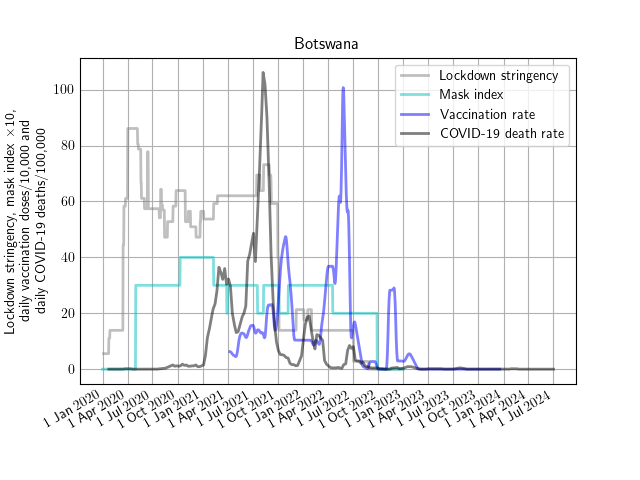 Botswana
Lockdown stringency, mask index ×10,
daily vaccination doses/10,000 and
daily COVID-19 deaths/100,000
100
80
60
40
20
0
Lockdown stringency
Mask index
Vaccination rate
COVID-19 death rate
1 Jan 2020
1 Apr 2020
1 Jul 2020
1 Oct 2020
1 Jan 2021
1 Apr 2021
1 Jul 2021
1 Oct 2021
1 Jan 2022
1 Apr 2022
1 Jul 2022
1 Oct 2022
1 Jan 2023
1 Apr 2023
1 Jul 2023
1 Oct 2023
1 Jan 2024
1 Apr 2024
1 Jul 2024